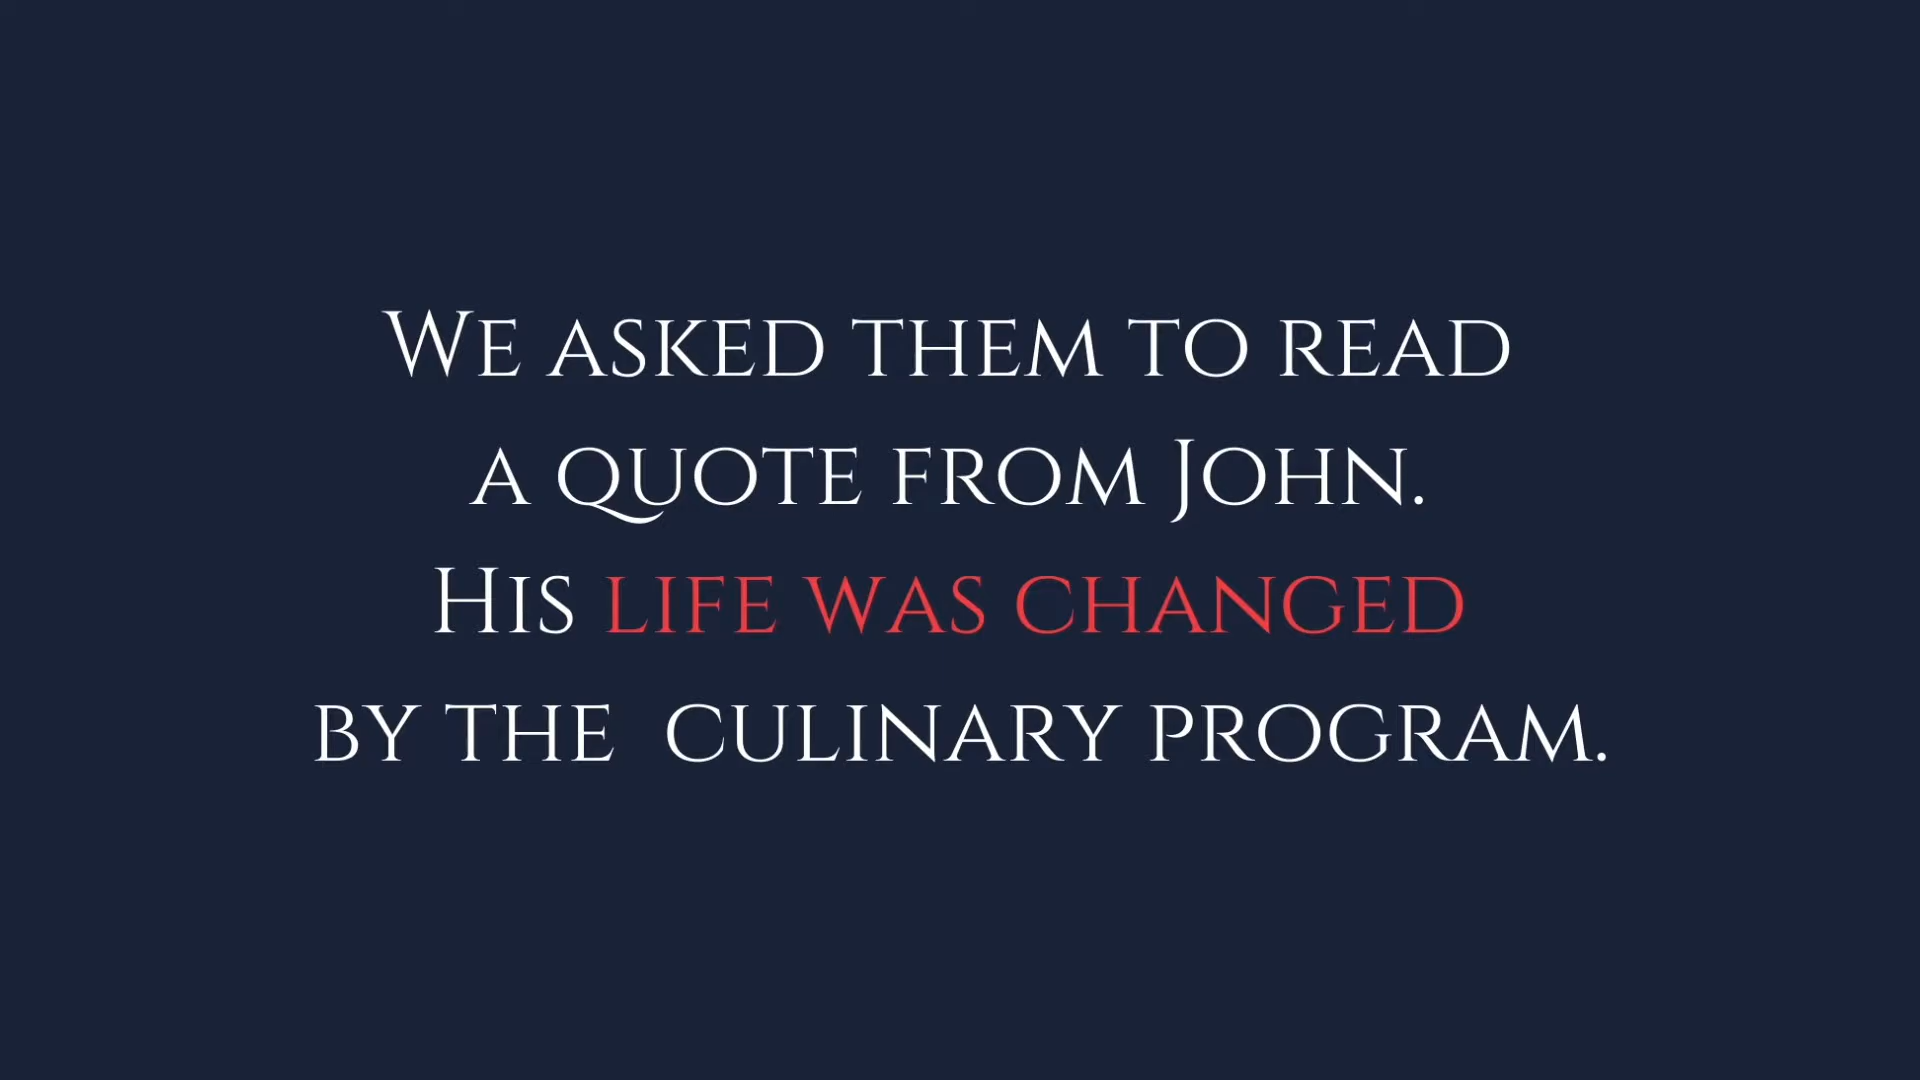 We asked them to read
a quote from John.
His life was changed
by the  culinary program.